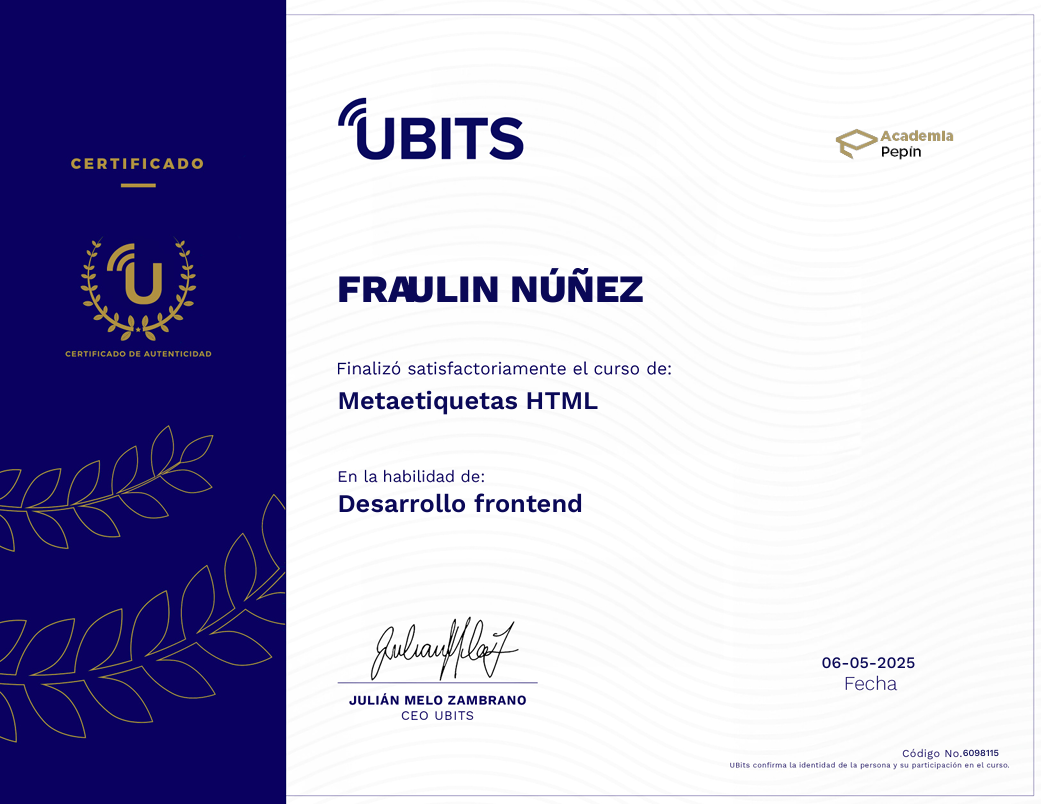 CERTIFICADO
CERTIFICADO DE AUTENTICIDAD
UBITS
Academia
Pepín
FRAULIN NÚÑEZ
Finalizó satisfactoriamente el curso de:
Metaetiquetas HTML
En la habilidad de:
Desarrollo frontend
JULIÁN MELO ZAMBRANO
CEO UBITS
06-05-2025
Fecha
Código No.6098115
UBits confirma la identidad de la persona y su participación en el curso.